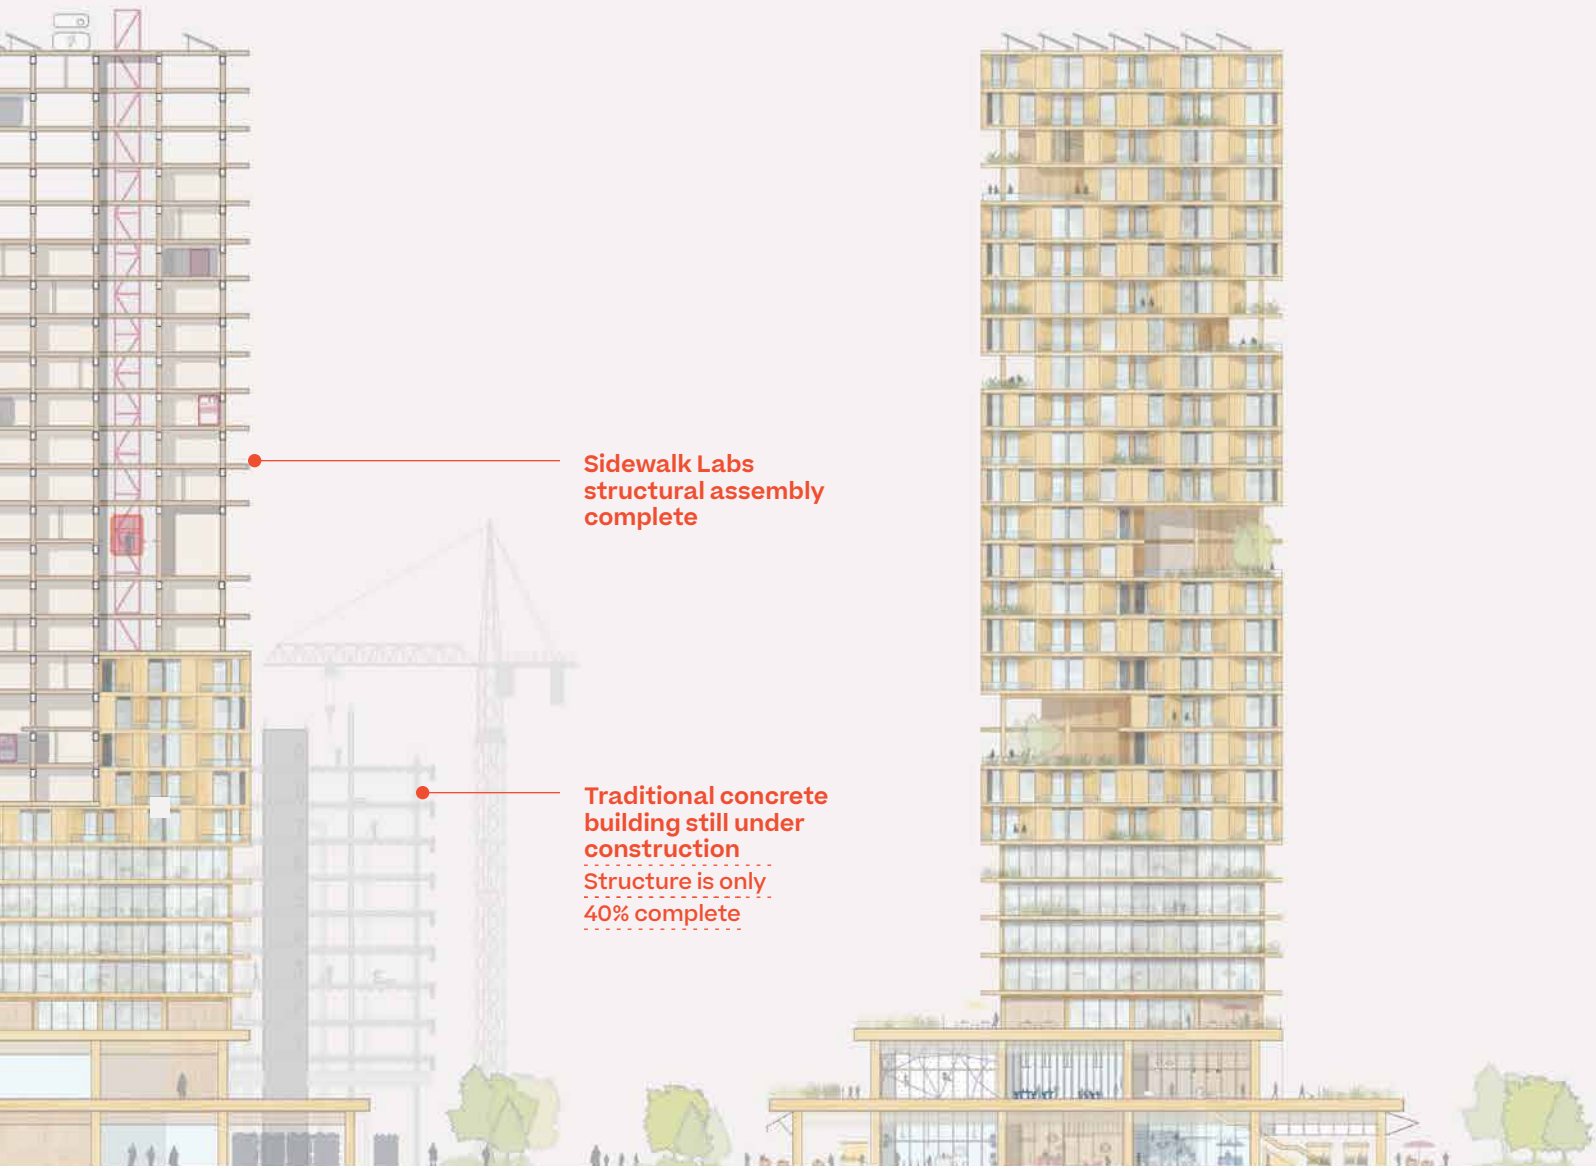 Sidewalk Labs
structural assembly
complete
Traditional concrete
building still under
construction
Structure is only
40% complete